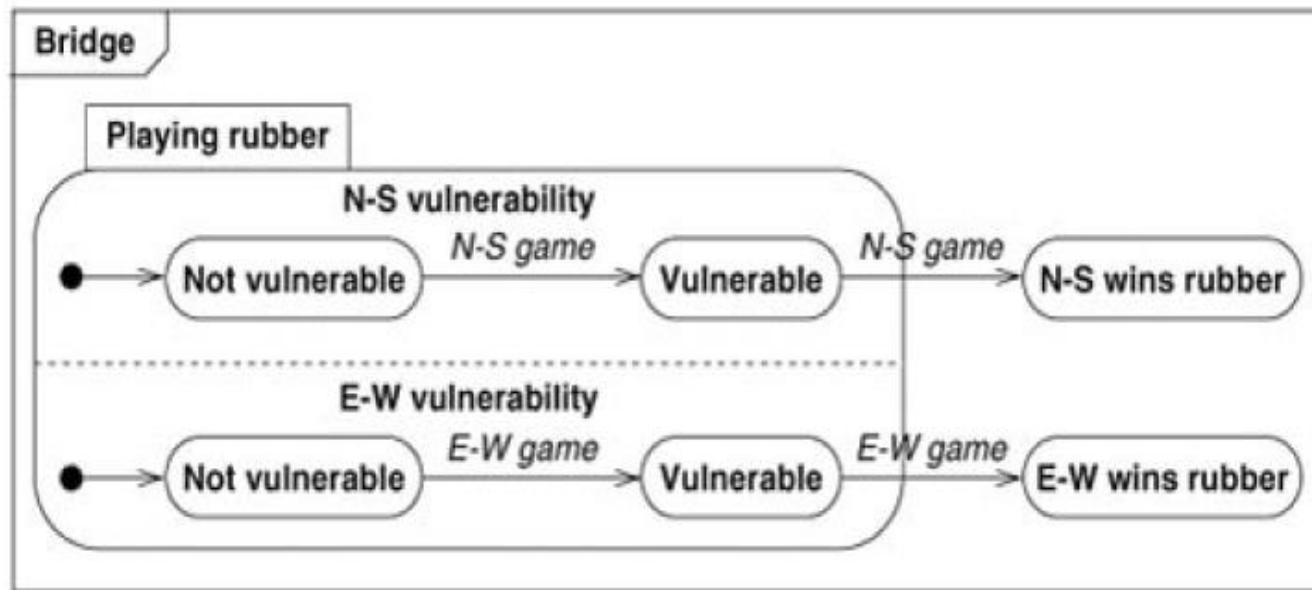 Bridge
Playing rubber
N-S vulnerability
N-S game N-S game
Not vulnerable Vulnerable N-S wins rubber
E-W vulnerability
E-W game E-W game
Not vulnerable Vulnerable E-W wins rubber